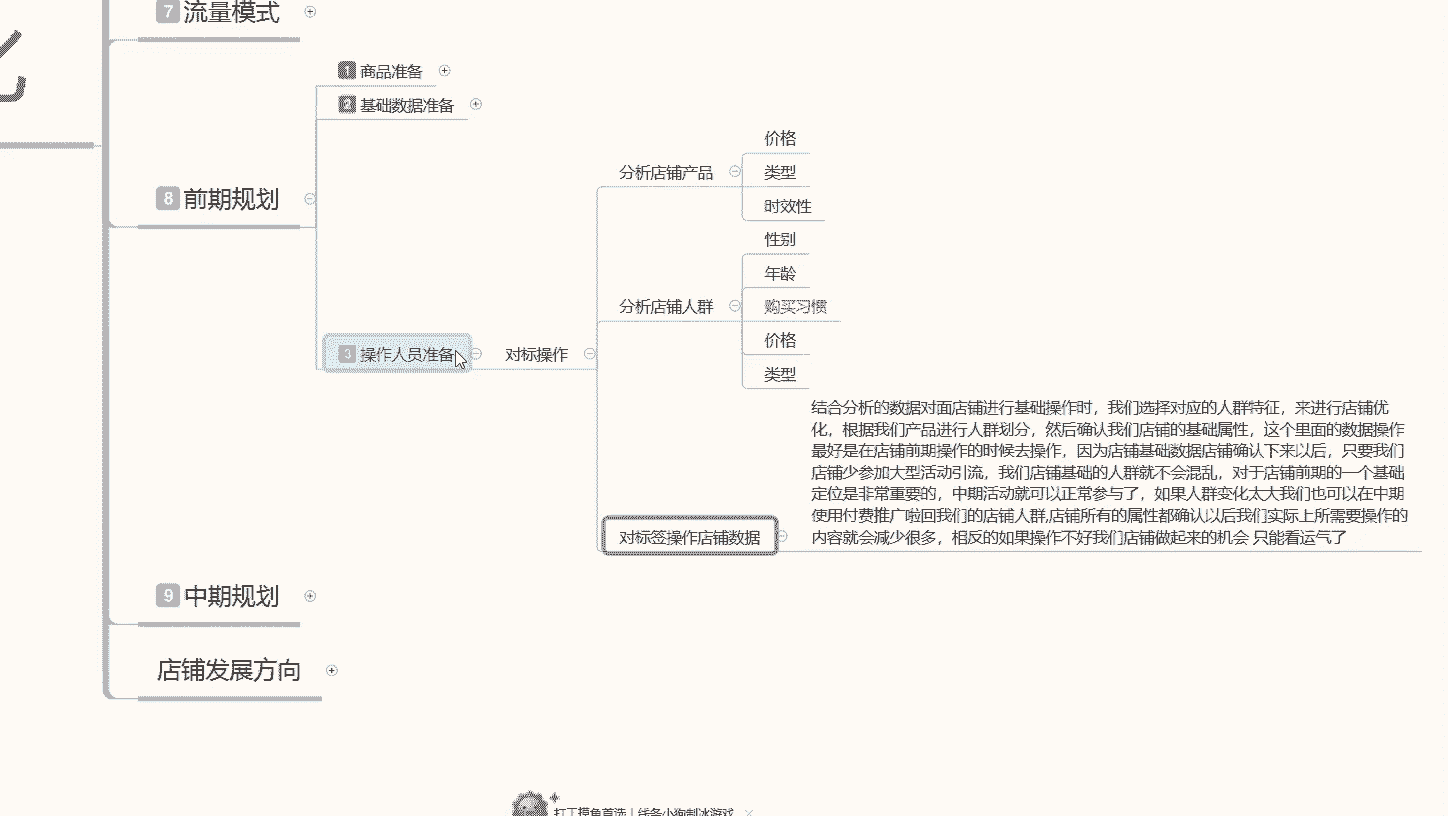 7 流量模式
1 商品准备
2 基础数据准备
价格
分析店铺产品
类型
8 前期规划
时效性
性别
年龄
分析店铺人群
购买习惯
价格
3 操作人员准备
对标操作
类型
结合分析的数据对面店铺进行基础操作时，我们选择对应的人群特征，来进行店铺优
化，根据我们产品进行人群划分，然后确认我们店铺的基础属性，这个里面的数据操作
最好是在店铺前期操作的时候去操作，因为店铺基础数据店铺确认下来以后，只要我们
店铺少参加大型活动引流，我们店铺基础的人群就不会混乱，对于店铺前期的一个基础
定位是非常重要的，中期活动就可以正常参与了，如果人群变化太大我们也可以在中期
使用付费推广啦回我们的店铺人群,店铺所有的属性都确认以后我们实际上所需要操作的
内容就会减少很多，相反的如果操作不好我们店铺做起来的机会 只能看运气了
对标签操作店铺数据
9 中期规划
店铺发展方向
打工摸鱼首选 | 线条小狗制冰游戏